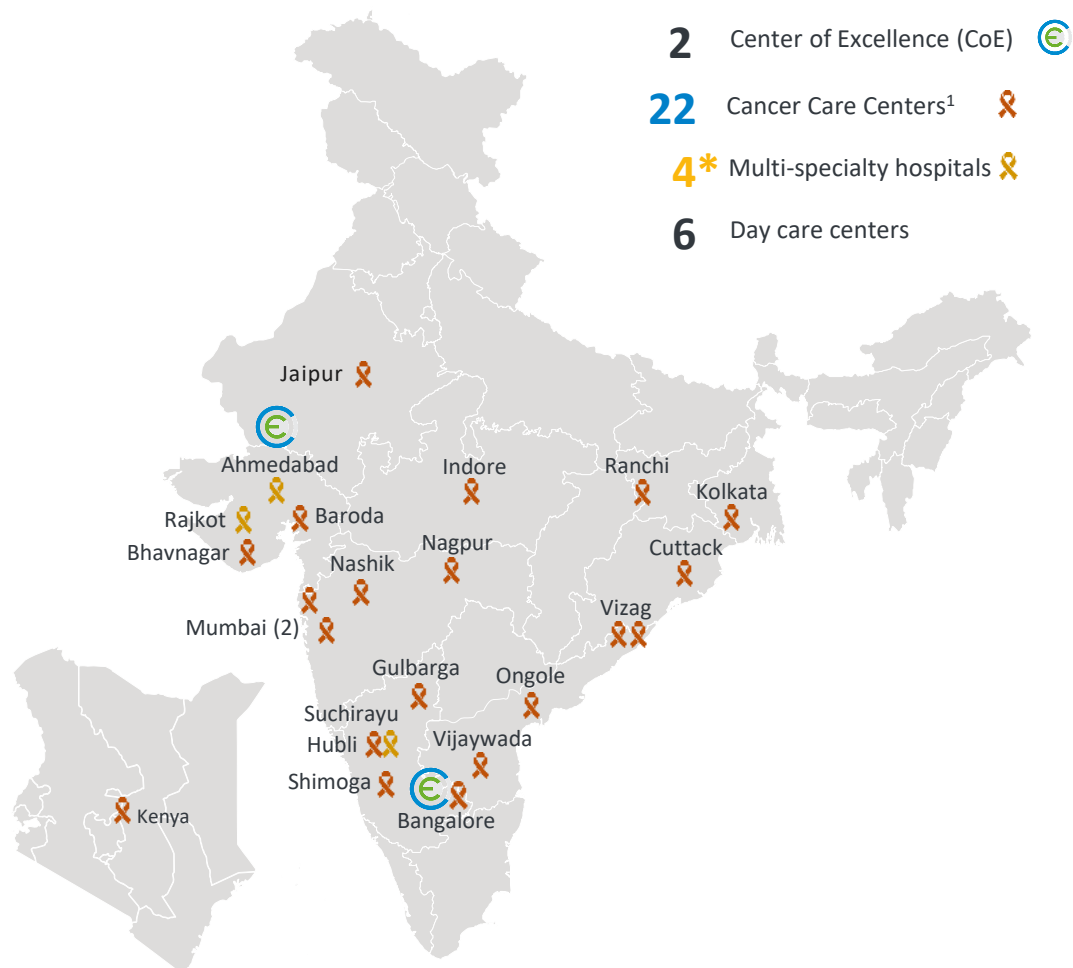 2 Center of Excellence (CoE)
22 Cancer Care Centers¹
4* Multi-specialty hospitals
6 Day care centers
Jaipur
Ahmedabad
Indore
Ranchi
Kolkata
Rajkot
Baroda
Bhavnagar
Nagpur
Cuttack
Nashik
Mumbai (2)
Vizag
Gulbarga
Ongole
Suchirayu
Hubli
Vijaywada
Shimoga
Bangalore
Kenya